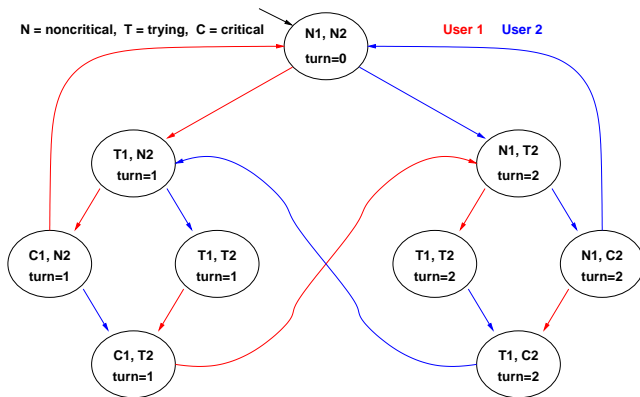 N = noncritical, T = trying, C = critical
User 1 User 2
N1, N2
turn=0
T1, N2
turn=1
N1, T2
turn=2
C1, N2
turn=1
T1, T2
turn=1
T1, T2
turn=2
N1, C2
turn=2
C1, T2
turn=1
T1, C2
turn=2